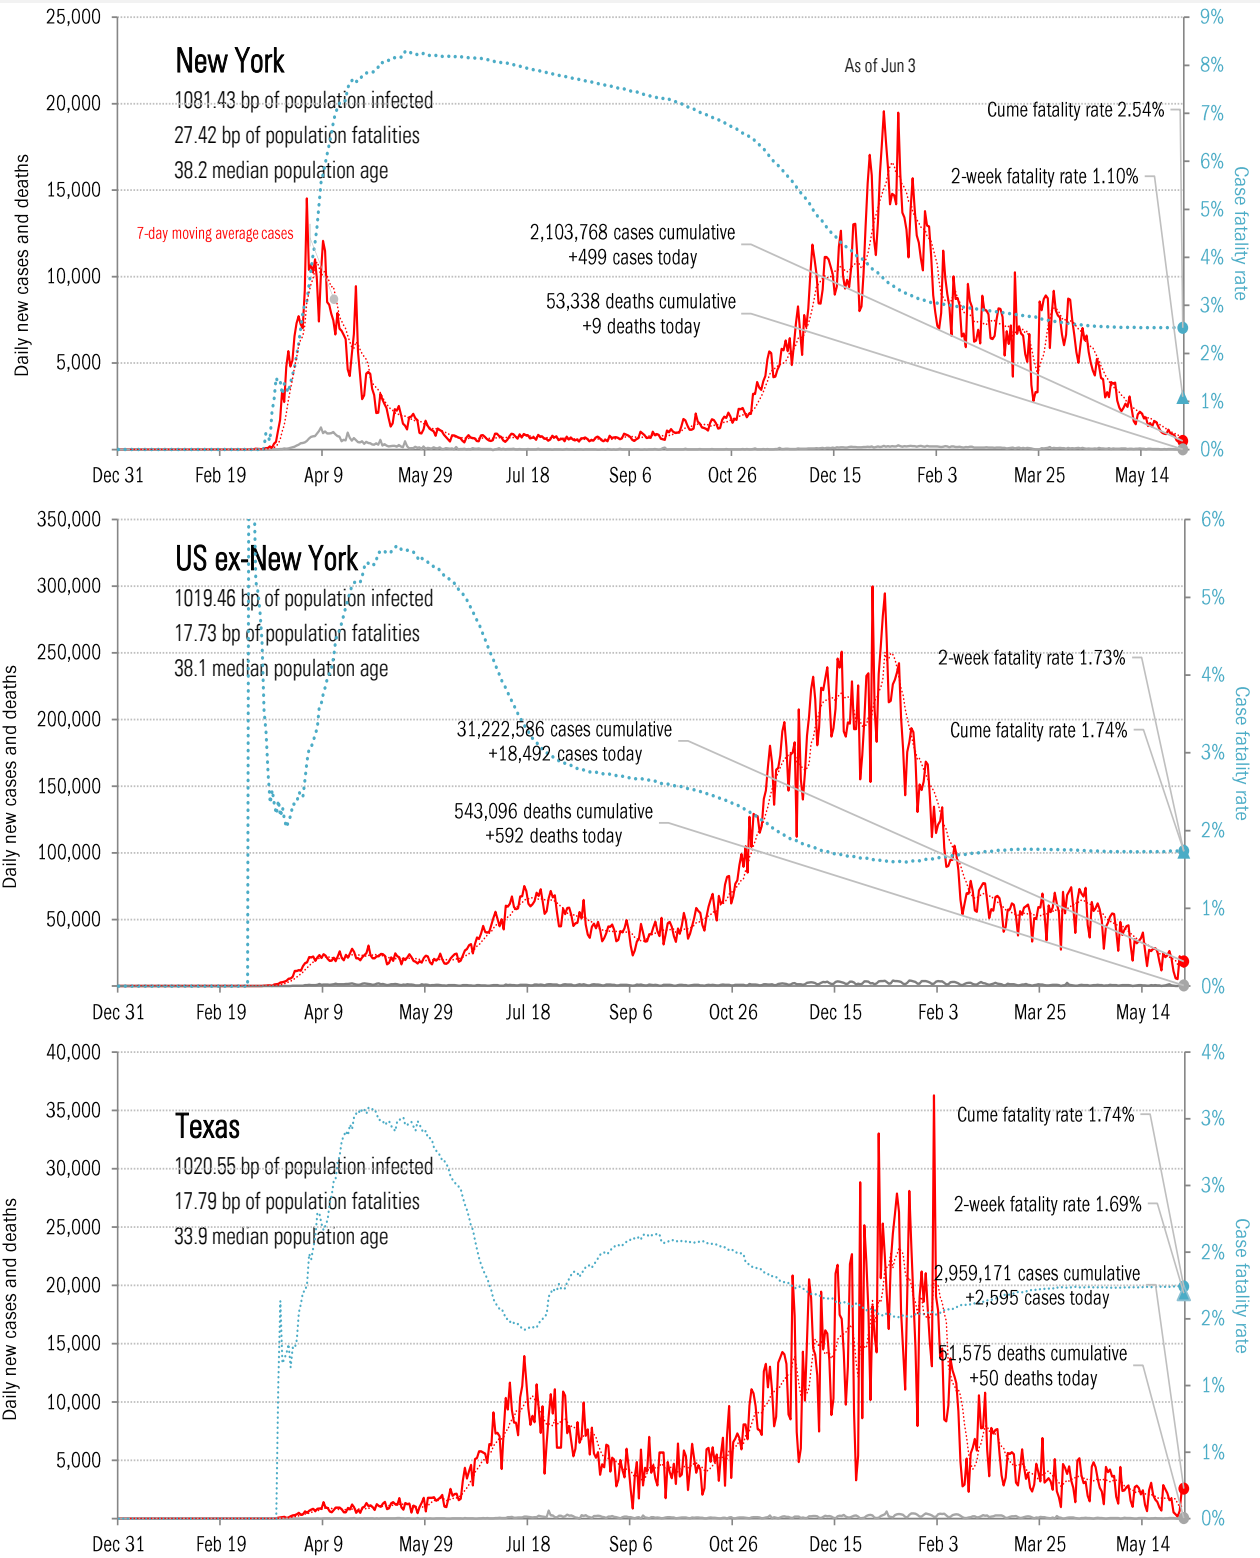 25,000
20,000
15,000
10,000
5,000
9%
8%
7%
6%
5%
4%
3%
2%
1%
0%
Daily new cases and deaths
Case fatality rate
New York
1081.43 bp of population infected
27.42 bp of population fatalities
38.2 median population age
7-day moving average cases
As of Jun 3
Cume fatality rate 2.54%
2-week fatality rate 1.10%
2,103,768 cases cumulative
+499 cases today
53,338 deaths cumulative
+9 deaths today
Dec 31 Feb 19 Apr 9 May 29 Jul 18 Sep 6 Oct 26 Dec 15 Feb 3 Mar 25 May 14
350,000
300,000
250,000
200,000
150,000
100,000
50,000
6%
5%
4%
3%
2%
1%
0%
Daily new cases and deaths
Case fatality rate
US ex-New York
1019.46 bp of population infected
17.73 bp of population fatalities
38.1 median population age
2-week fatality rate 1.73%
Cume fatality rate 1.74%
31,222,586 cases cumulative
+18,492 cases today
543,096 deaths cumulative
+592 deaths today
Dec 31 Feb 19 Apr 9 May 29 Jul 18 Sep 6 Oct 26 Dec 15 Feb 3 Mar 25 May 14
40,000
35,000
30,000
25,000
20,000
15,000
10,000
5,000
4%
3%
3%
2%
2%
1%
1%
0%
Daily new cases and deaths
Case fatality rate
Texas
1020.55 bp of population infected
17.79 bp of population fatalities
33.9 median population age
Cume fatality rate 1.74%
2-week fatality rate 1.69%
2,959,171 cases cumulative
+2,595 cases today
51,575 deaths cumulative
+50 deaths today
Dec 31 Feb 19 Apr 9 May 29 Jul 18 Sep 6 Oct 26 Dec 15 Feb 3 Mar 25 May 14